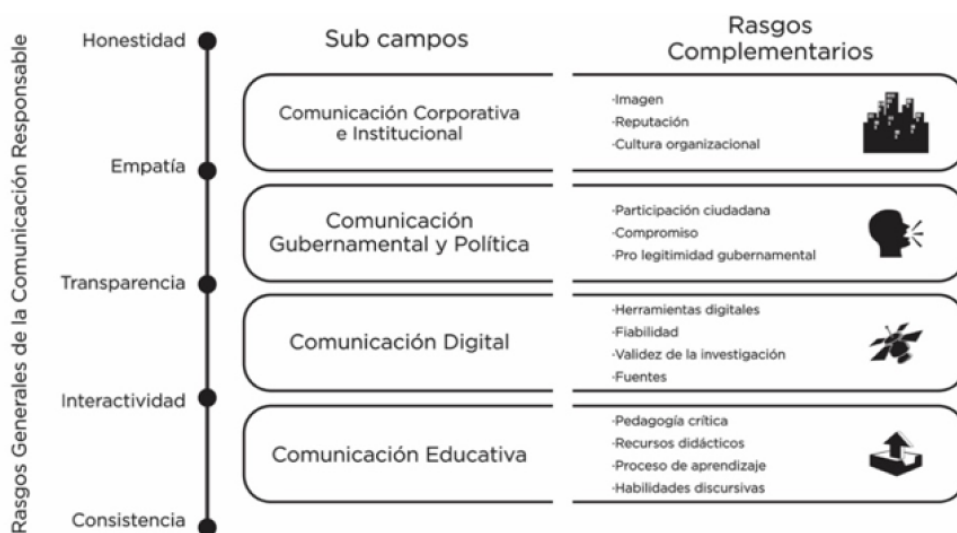 Rasgos Generales de la Comunicación Responsable
Honestidad
Empatía
Transparencia
Interactividad
Consistencia
Sub campos
Rasgos
Complementarios
Comunicación Corporativa
e Institucional
·Imagen
·Reputación
·Cultura organizacional
Comunicación
Gubernamental y Política
·Participación ciudadana
·Compromiso
·Pro legitimidad gubernamental
Comunicación Digital
·Herramientas digitales
·Fiabilidad
·Validez de la investigación
·Fuentes
Comunicación Educativa
·Pedagogía crítica
·Recursos didácticos
·Proceso de aprendizaje
·Habilidades discursivas